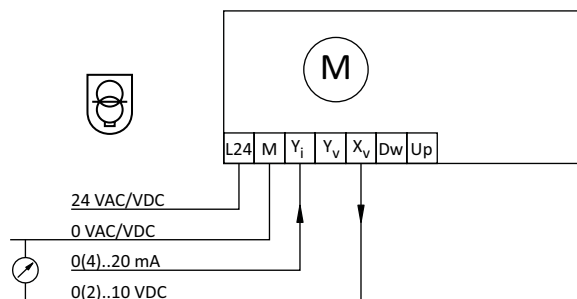 M
L24 M Yi Yv Xv Dw Up
24 VAC/VDC
0 VAC/VDC
0(4)..20 mA
0(2)..10 VDC